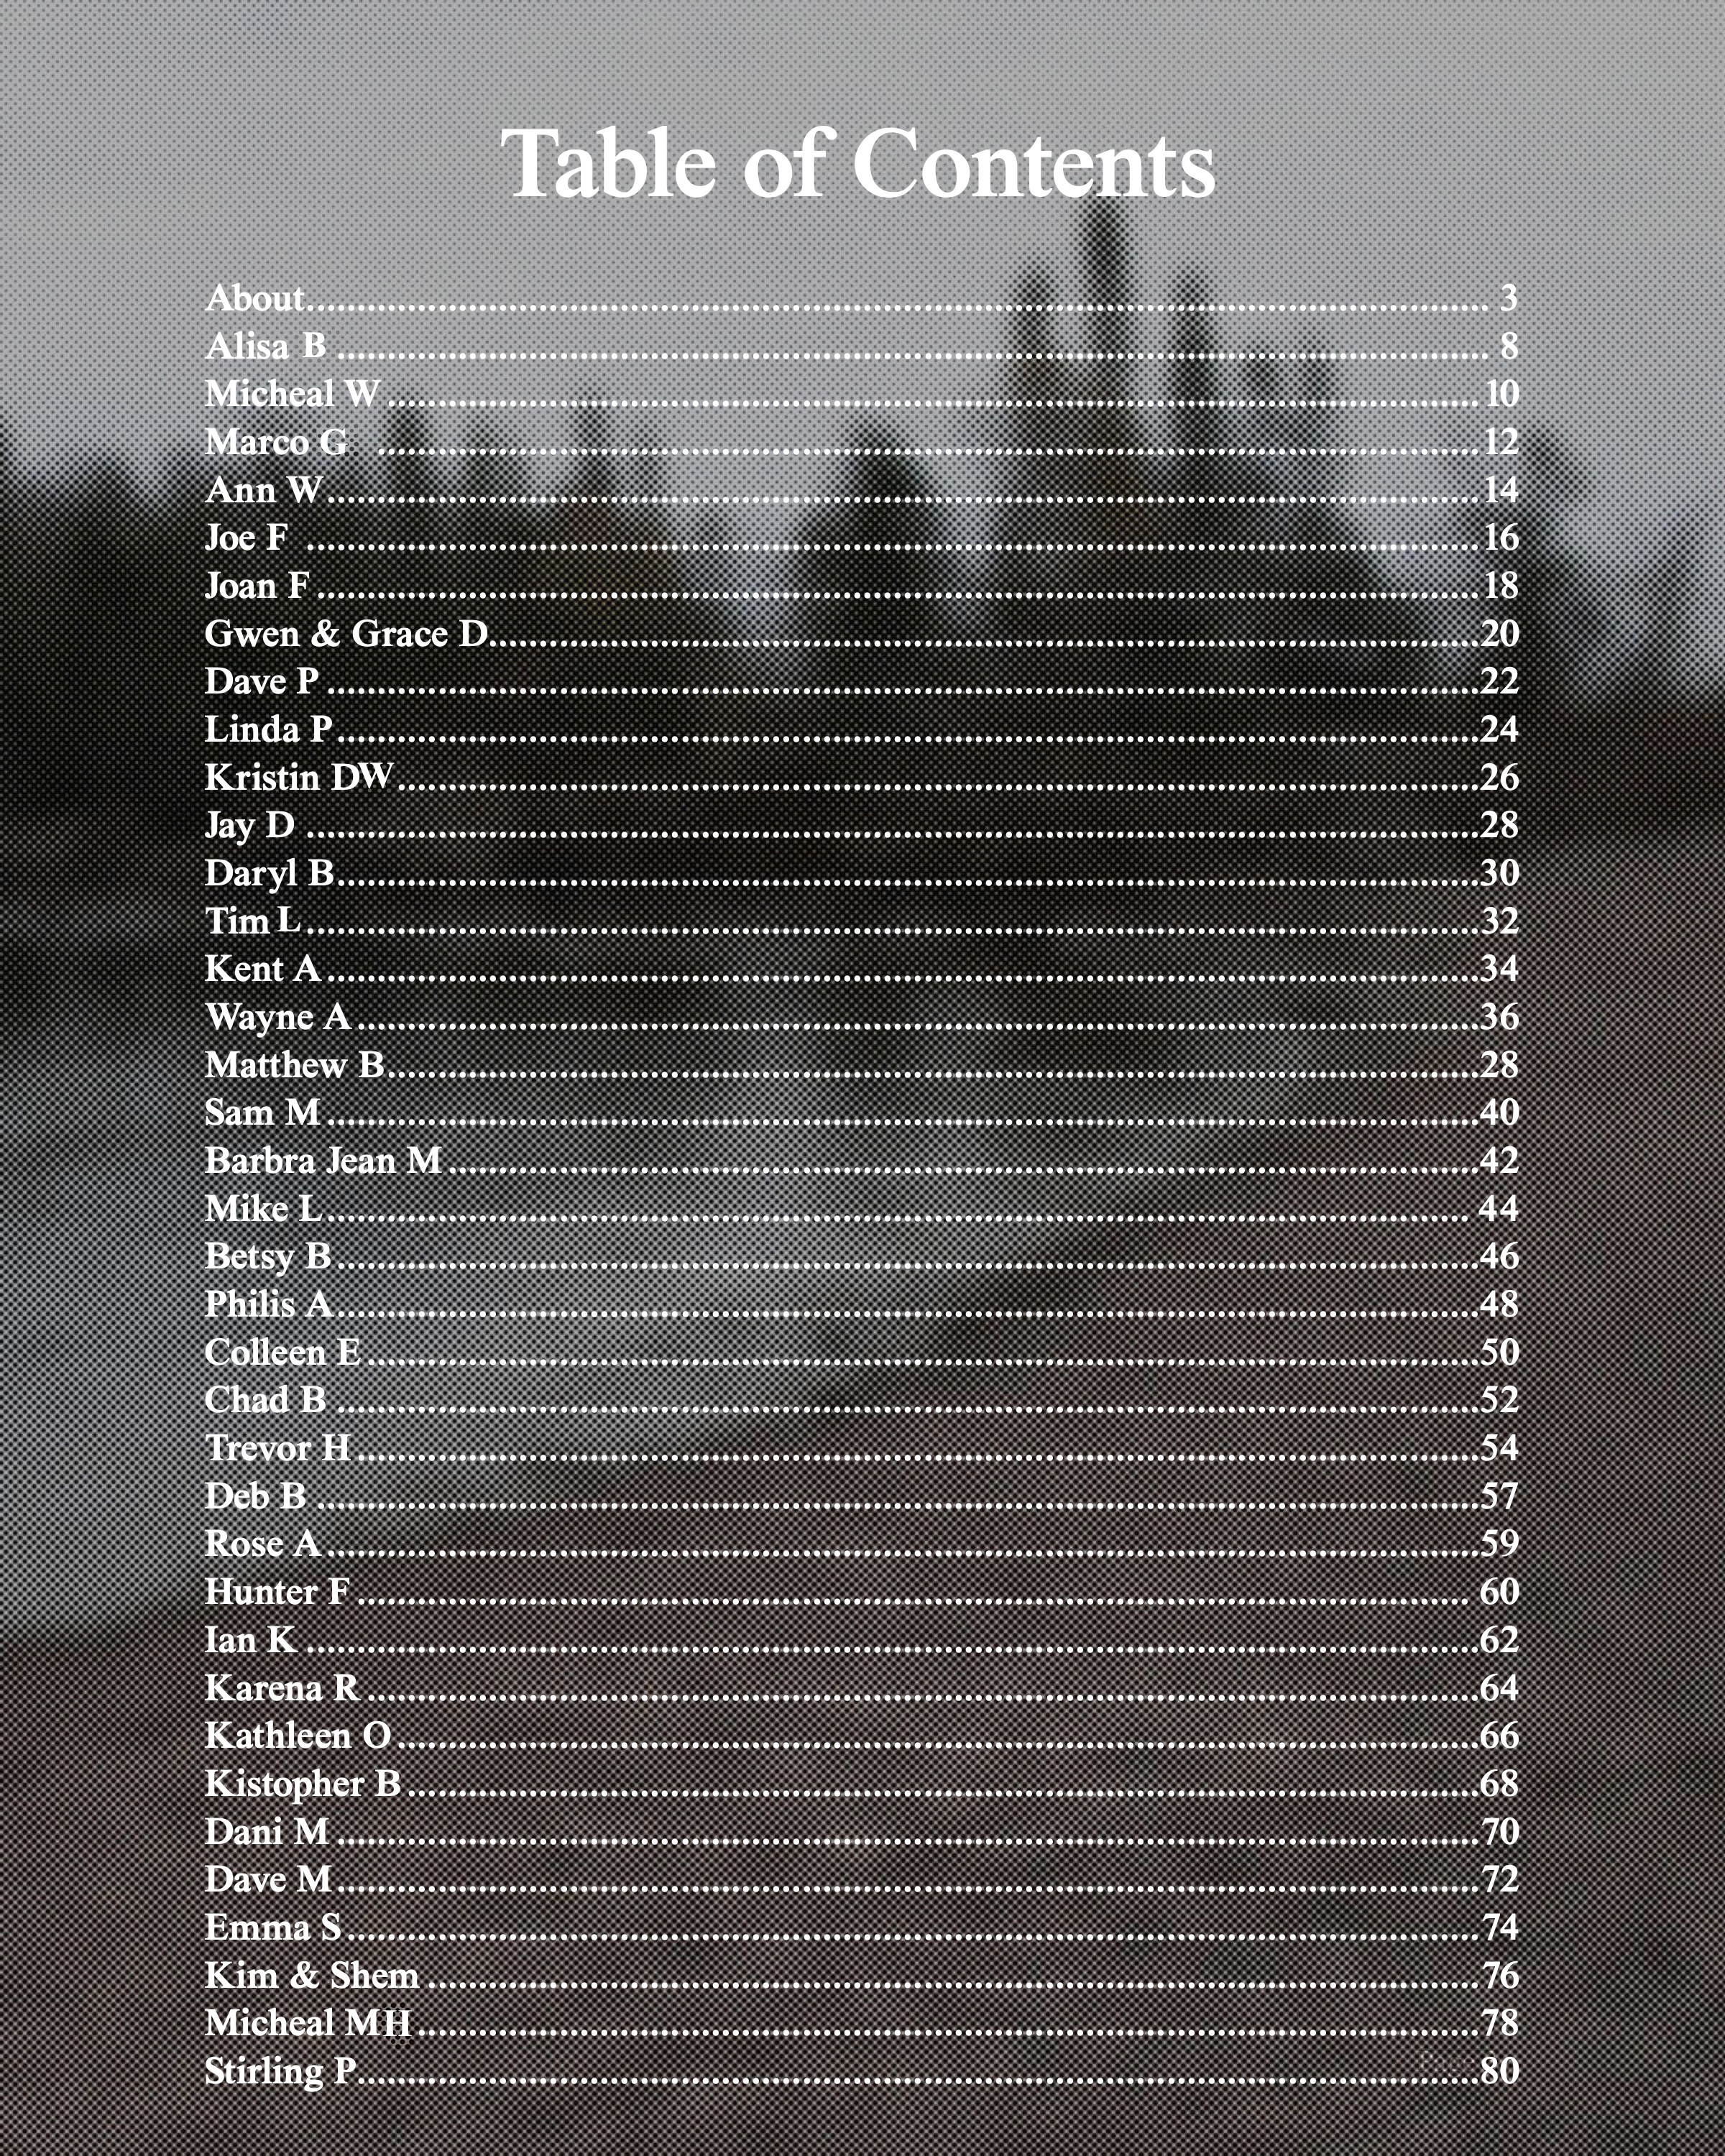 Table of Contents
About................................................................ 3
Alisa B ................................................................ 8
Micheal W................................................................ 10
Marco G ................................................................12
Ann W................................................................14
Joe F ................................................................16
Joan F................................................................18
Gwen & Grace D................................................................20
Dave P................................................................22
Linda P................................................................24
Kristin DW................................................................26
Jay D ................................................................28
Daryl B................................................................30
Tim L................................................................32
Kent A................................................................34
Wayne A................................................................36
Matthew B................................................................28
Sam M................................................................40
Barbra Jean M................................................................42
Mike L................................................................ 44
Betsy B................................................................46
Philis A................................................................48
Colleen E................................................................50
Chad B ................................................................52
Trevor H................................................................54
Deb B ................................................................57
Rose A................................................................59
Hunter F................................................................ 60
Ian K ................................................................62
Karena R................................................................64
Kathleen O................................................................66
Kistopher B................................................................68
Dani M ................................................................70
Dave M................................................................72
Emma S................................................................74
Kim & Shem ................................................................76
Micheal MH................................................................78
Stirling P................................................................80